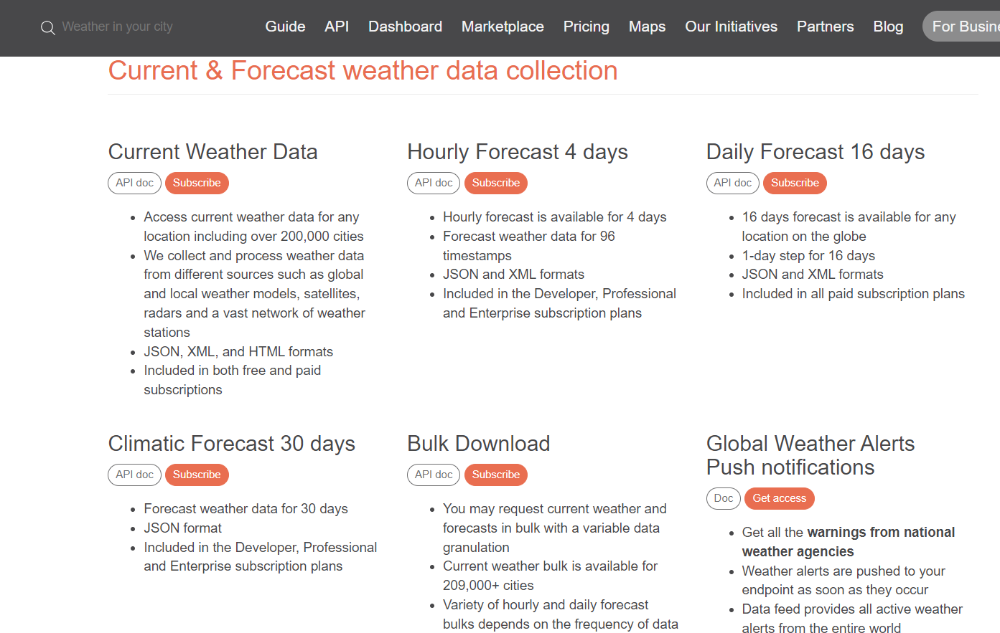 Weather in your city
Guide API Dashboard Marketplace Pricing Maps Our Initiatives Partners Blog For Busine
Current & Forecast weather data collection
Current Weather Data
API doc Subscribe
Access current weather data for any
location including over 200,000 cities
We collect and process weather data
from different sources such as global
and local weather models, satellites,
radars and a vast network of weather
stations
JSON, XML, and HTML formats
Included in both free and paid
subscriptions
Hourly Forecast 4 days
API doc Subscribe
Hourly forecast is available for 4 days
Forecast weather data for 96
timestamps
JSON and XML formats
Included in the Developer, Professional
and Enterprise subscription plans
Daily Forecast 16 days
API doc Subscribe
16 days forecast is available for any
location on the globe
1-day step for 16 days
JSON and XML formats
Included in all paid subscription plans
Climatic Forecast 30 days
API doc Subscribe
Forecast weather data for 30 days
JSON format
Included in the Developer, Professional
and Enterprise subscription plans
Bulk Download
API doc Subscribe
You may request current weather and
forecasts in bulk with a variable data
granulation
Current weather bulk is available for
209,000+ cities
Variety of hourly and daily forecast
bulks depends on the frequency of data
Global Weather Alerts
Push notifications
Doc Get access
Get all the warnings from national
weather agencies
Weather alerts are pushed to your
endpoint as soon as they occur
Data feed provides all active weather
alerts from the entire world